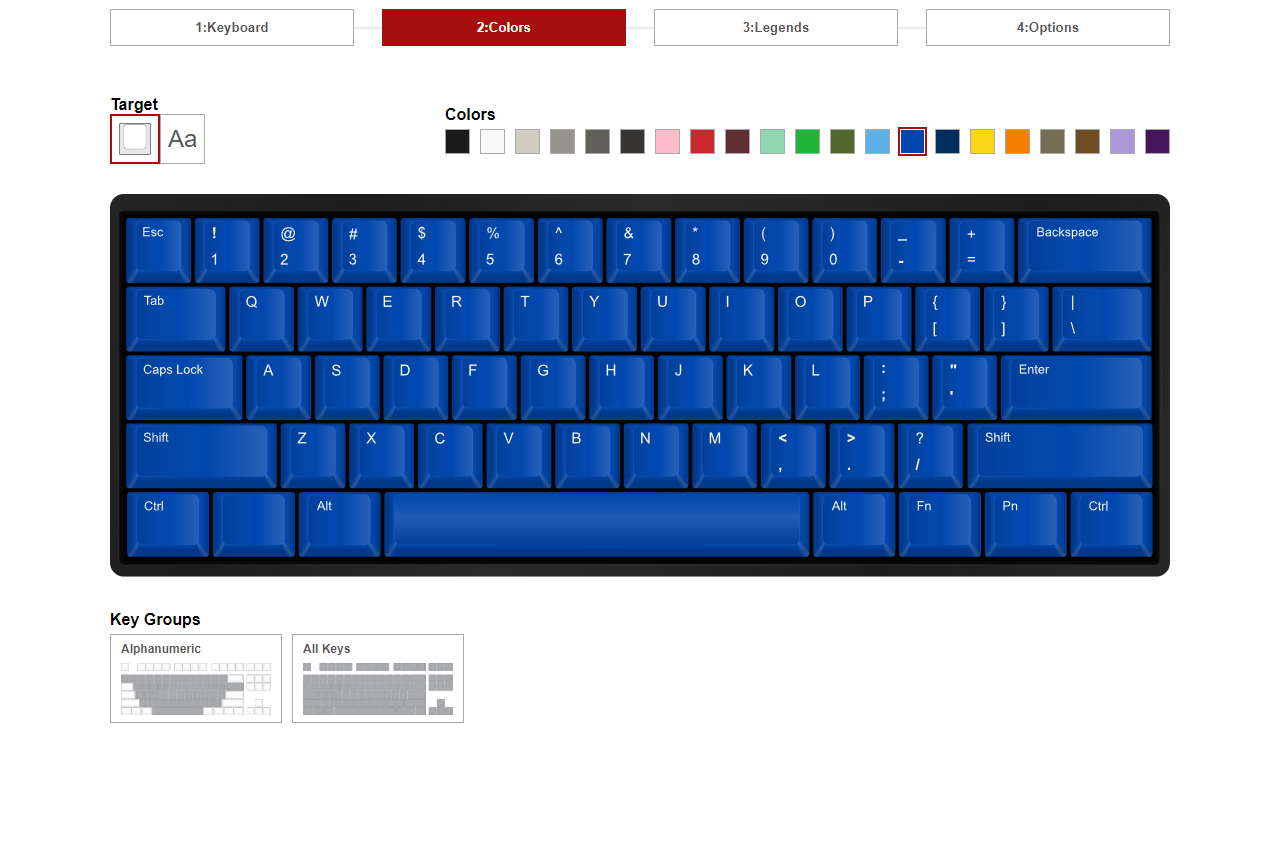 1:Keyboard 2:Colors 3:Legends 4:Options
Target
Colors
Aa
Esc ! @ # $ % ^ & * ( ) _ + Backspace
1 2 3 4 5 6 7 8 9 0 - =
Tab Q W E R T Y U I O P { } |
[ ] \
Caps Lock A S D F G H J K L : " Enter
; '
Shift Z X C V B N M < > ? Shift
, . /
Ctrl Alt Alt Fn Pn Ctrl
Key Groups
Alphanumeric All Keys